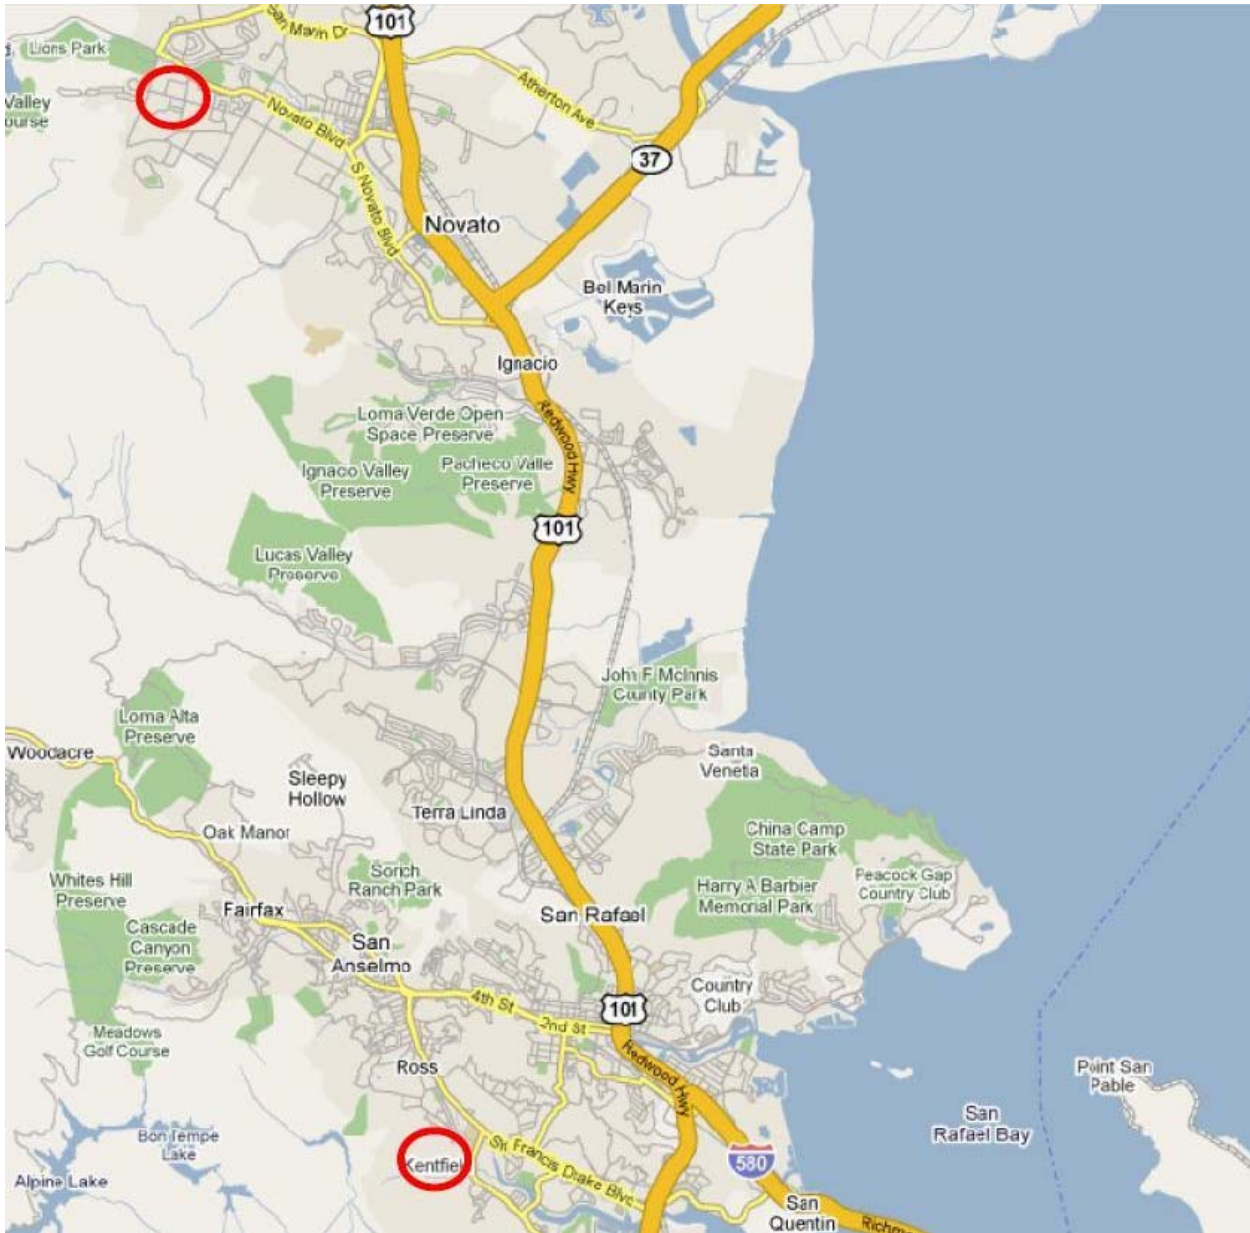 101
San Marin Dr
Lions Park
Valley
ourse
Atherton Ave
Novato Blvd
37
S Novato Blvd
Novato
Bel Marin
Keys
Ignacio
Redwood Hwy
Loma Verde Open
Space Preserve
Ignaco Valley
Preserve
Pacheco Valle
Preserve
101
Lucas Valley
Preserve
John F McInnis
County Park
Loma Alta
Preserve
Woodacre
Santa
Venetia
Sleepy
Hollow
Terra Linda
Oak Manor
China Camp
State Park
Sorich
Ranch Park
Whites Hill
Preserve
Harry A Barbier
Memorial Park
Peacock Gap
Country Club
Fairfax
San Rafael
Cascade
Canyon
Preserve
San
Anselmo
Country
Club
4th St
101
2nd St
Meadows
Golf Course
Ross
Redwood Hwy
Point San
Pable
San
Rafael Bay
Bon Tempe
Lake
Kentfiel
Sir Francis Drake Blvd
580
Alpine Lake
San
Quentin
Richm